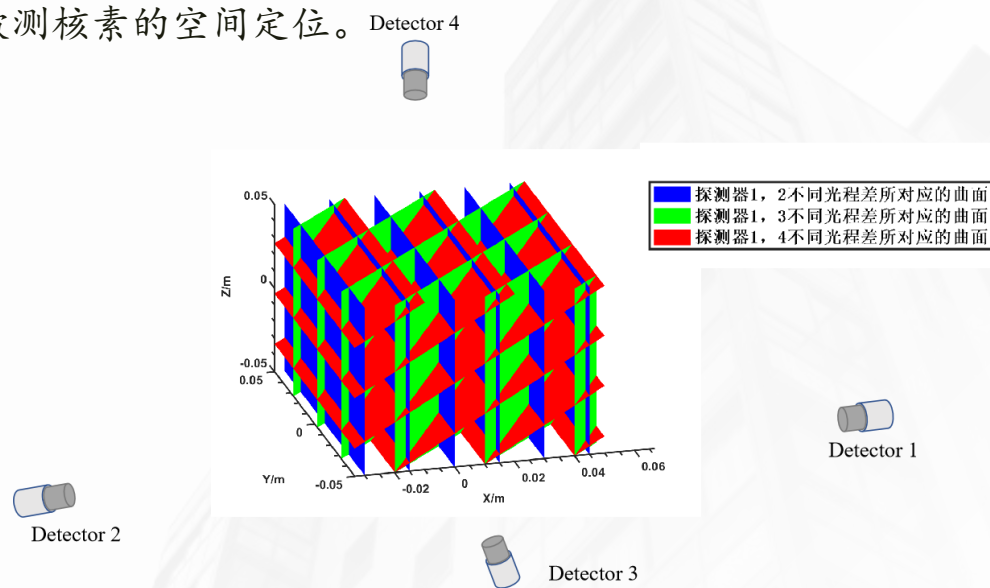 测核素的空间定位。
Detector 4
探测器1，2不同光程差所对应的曲面
探测器1，3不同光程差所对应的曲面
探测器1，4不同光程差所对应的曲面
0.05
0
-0.05
Z/m
0.05
0
-0.05
Y/m
-0.02
0
0.02
0.04
0.06
X/m
Detector 1
Detector 2
Detector 3